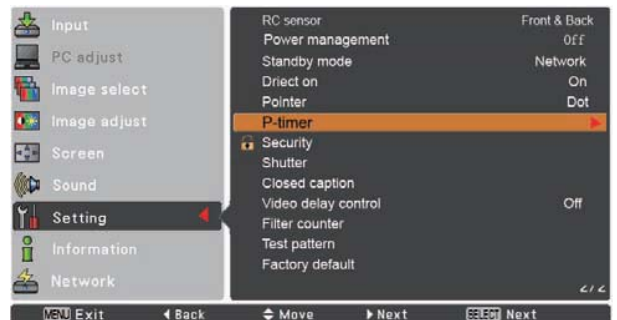 Input
PC adjust
Image select
Image adjust
Screen
Sound
Setting
Information
Network
RC sensor Front & Back
Power management Off
Standby mode Network
Driect on On
Pointer Dot
P-timer
Security
Shutter
Closed caption
Video delay control Off
Filter counter
Test pattern
Factory default
2/2
MENU Exit Back Move Next SELECT Next